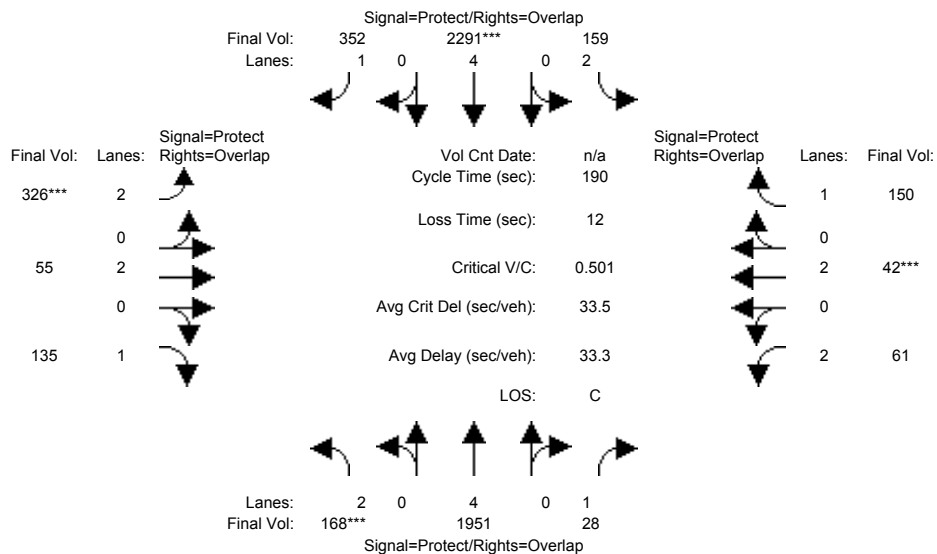 Signal=Protect/Rights=Overlap
Final Vol: 352 2291*** 159
Lanes: 1 0 4 0 2
Signal=Protect Signal=Protect
Final Vol: Lanes: Rights=Overlap Vol Cnt Date: n/a Rights=Overlap Lanes: Final Vol:
Cycle Time (sec): 190
326*** 2 1 150
Loss Time (sec): 12
0 0
55 2 Critical V/C: 0.501 2 42***
0 Avg Crit Del (sec/veh): 33.5 0
135 1 Avg Delay (sec/veh): 33.3 2 61
LOS: C
Lanes: 2 0 4 0 1
Final Vol: 168*** 1951 28
Signal=Protect/Rights=Overlap